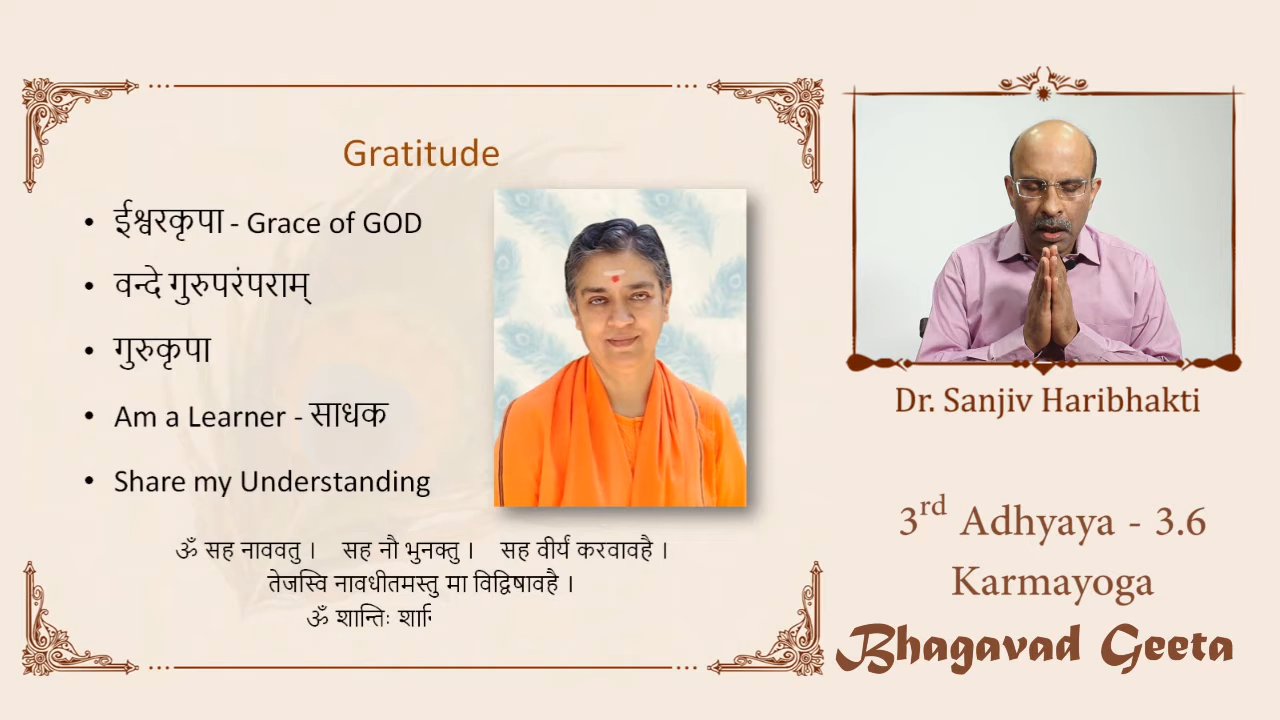 Gratitude
• ईश्वरकृपा - Grace of GOD
• वन्दे गुरुपरंपराम्
• गुरुकृपा
• Am a Learner - साधक
• Share my Understanding
ॐ सह नाववतु । सह नौ भुनक्तु । सह वीर्यं करवावहै ।
तेजस्वि नावधीतमस्तु मा विद्विषावहै ।
ॐ शान्तिः
Dr. Sanjiv Haribhakti
3rd Adhyaya - 3.6
Karmayoga
Bhagavad Geeta